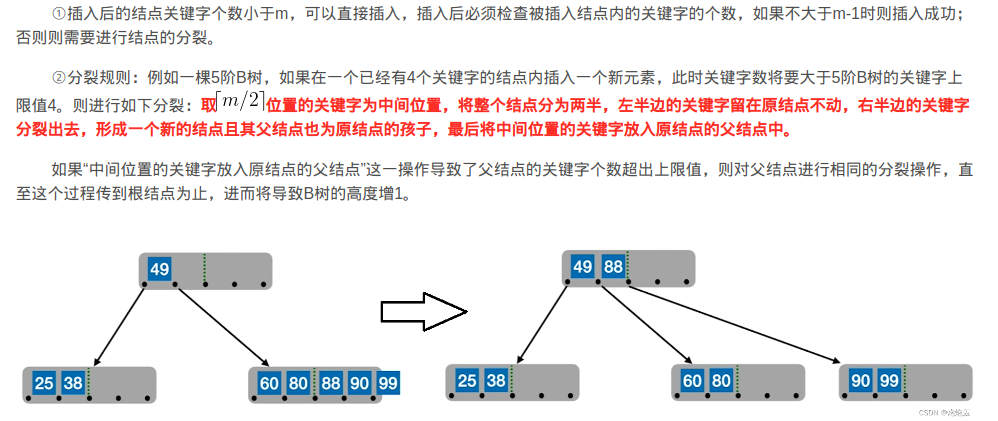 ①插入后的结点关键字个数小于m，可以直接插入，插入后必须检查被插入结点内的关键字的个数，如果不大于m-1时则插入成功；
否则则需要进行结点的分裂。
②分裂规则：例如一棵5阶B树，如果在一个已经有4个关键字的结点内插入一个新元素，此时关键字数将要大于5阶B树的关键字上
限值4。则进行如下分裂：取⌈m/2⌉位置的关键字为中间位置，将整个结点分为两半，左半边的关键字留在原结点不动，右半边的关键字
分裂出去，形成一个新的结点且其父结点也为原结点的孩子，最后将中间位置的关键字放入原结点的父结点中。
如果“中间位置的关键字放入原结点的父结点”这一操作导致了父结点的关键字个数超出上限值，则对父结点进行相同的分裂操作，直
至这个过程传到根结点为止，进而将导致B树的高度增1。
49
49 88
25 38
60 80 88 90 99
25 38
60 80
90 99
CSDN